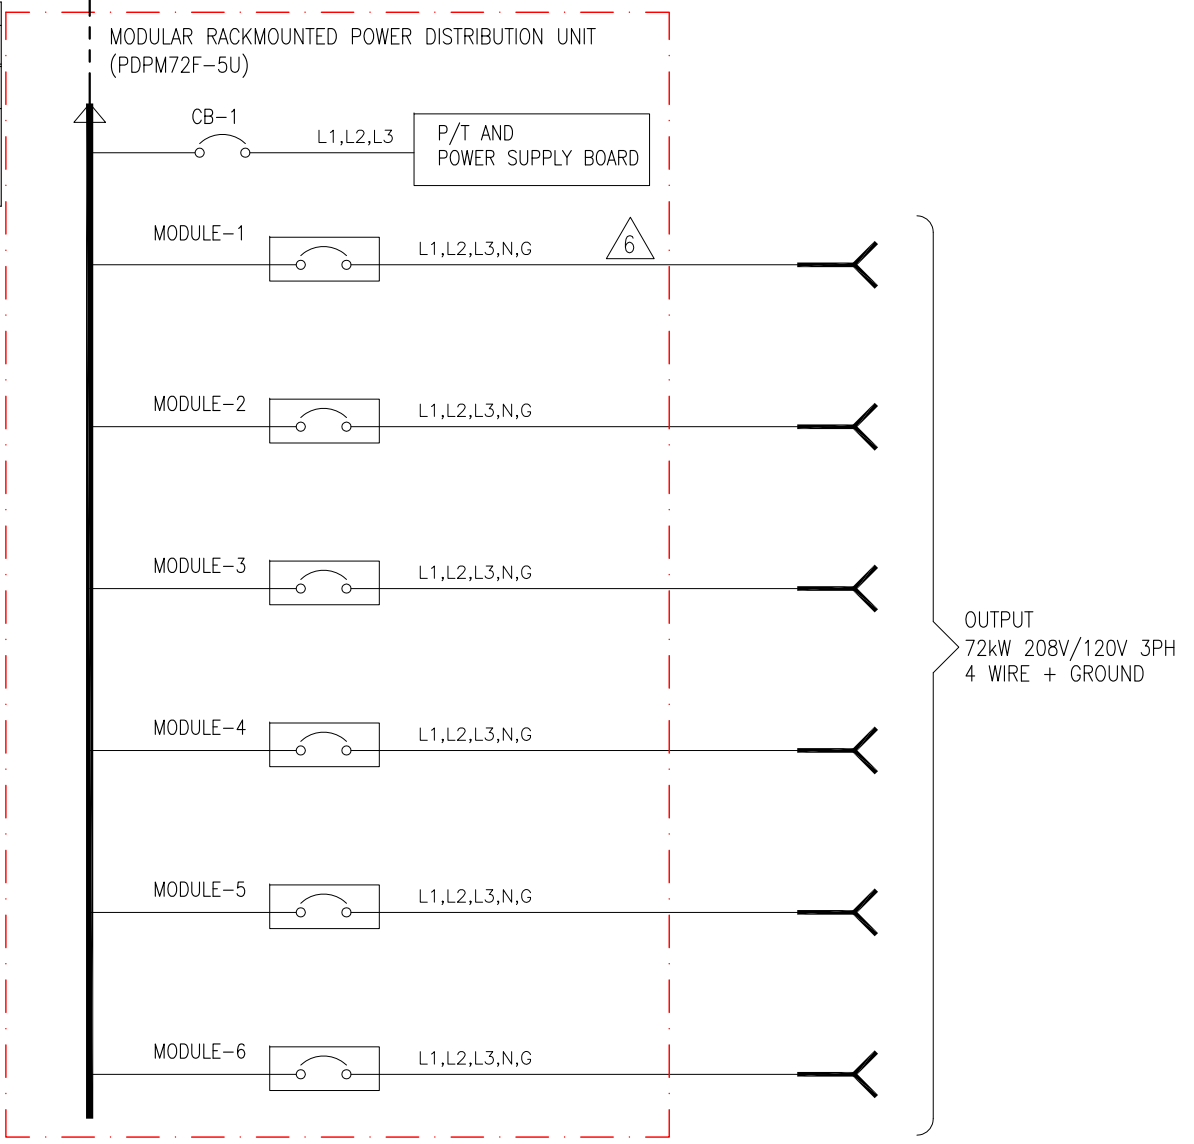 MODULAR RACKMOUNTED POWER DISTRIBUTION UNIT
(PDPM72F-5U)
CB-1
L1,L2,L3
P/T AND
POWER SUPPLY BOARD
MODULE-1
L1,L2,L3,N,G
6
MODULE-2
L1,L2,L3,N,G
MODULE-3
L1,L2,L3,N,G
OUTPUT
72kW 208V/120V 3PH
4 WIRE + GROUND
MODULE-4
L1,L2,L3,N,G
MODULE-5
L1,L2,L3,N,G
MODULE-6
L1,L2,L3,N,G